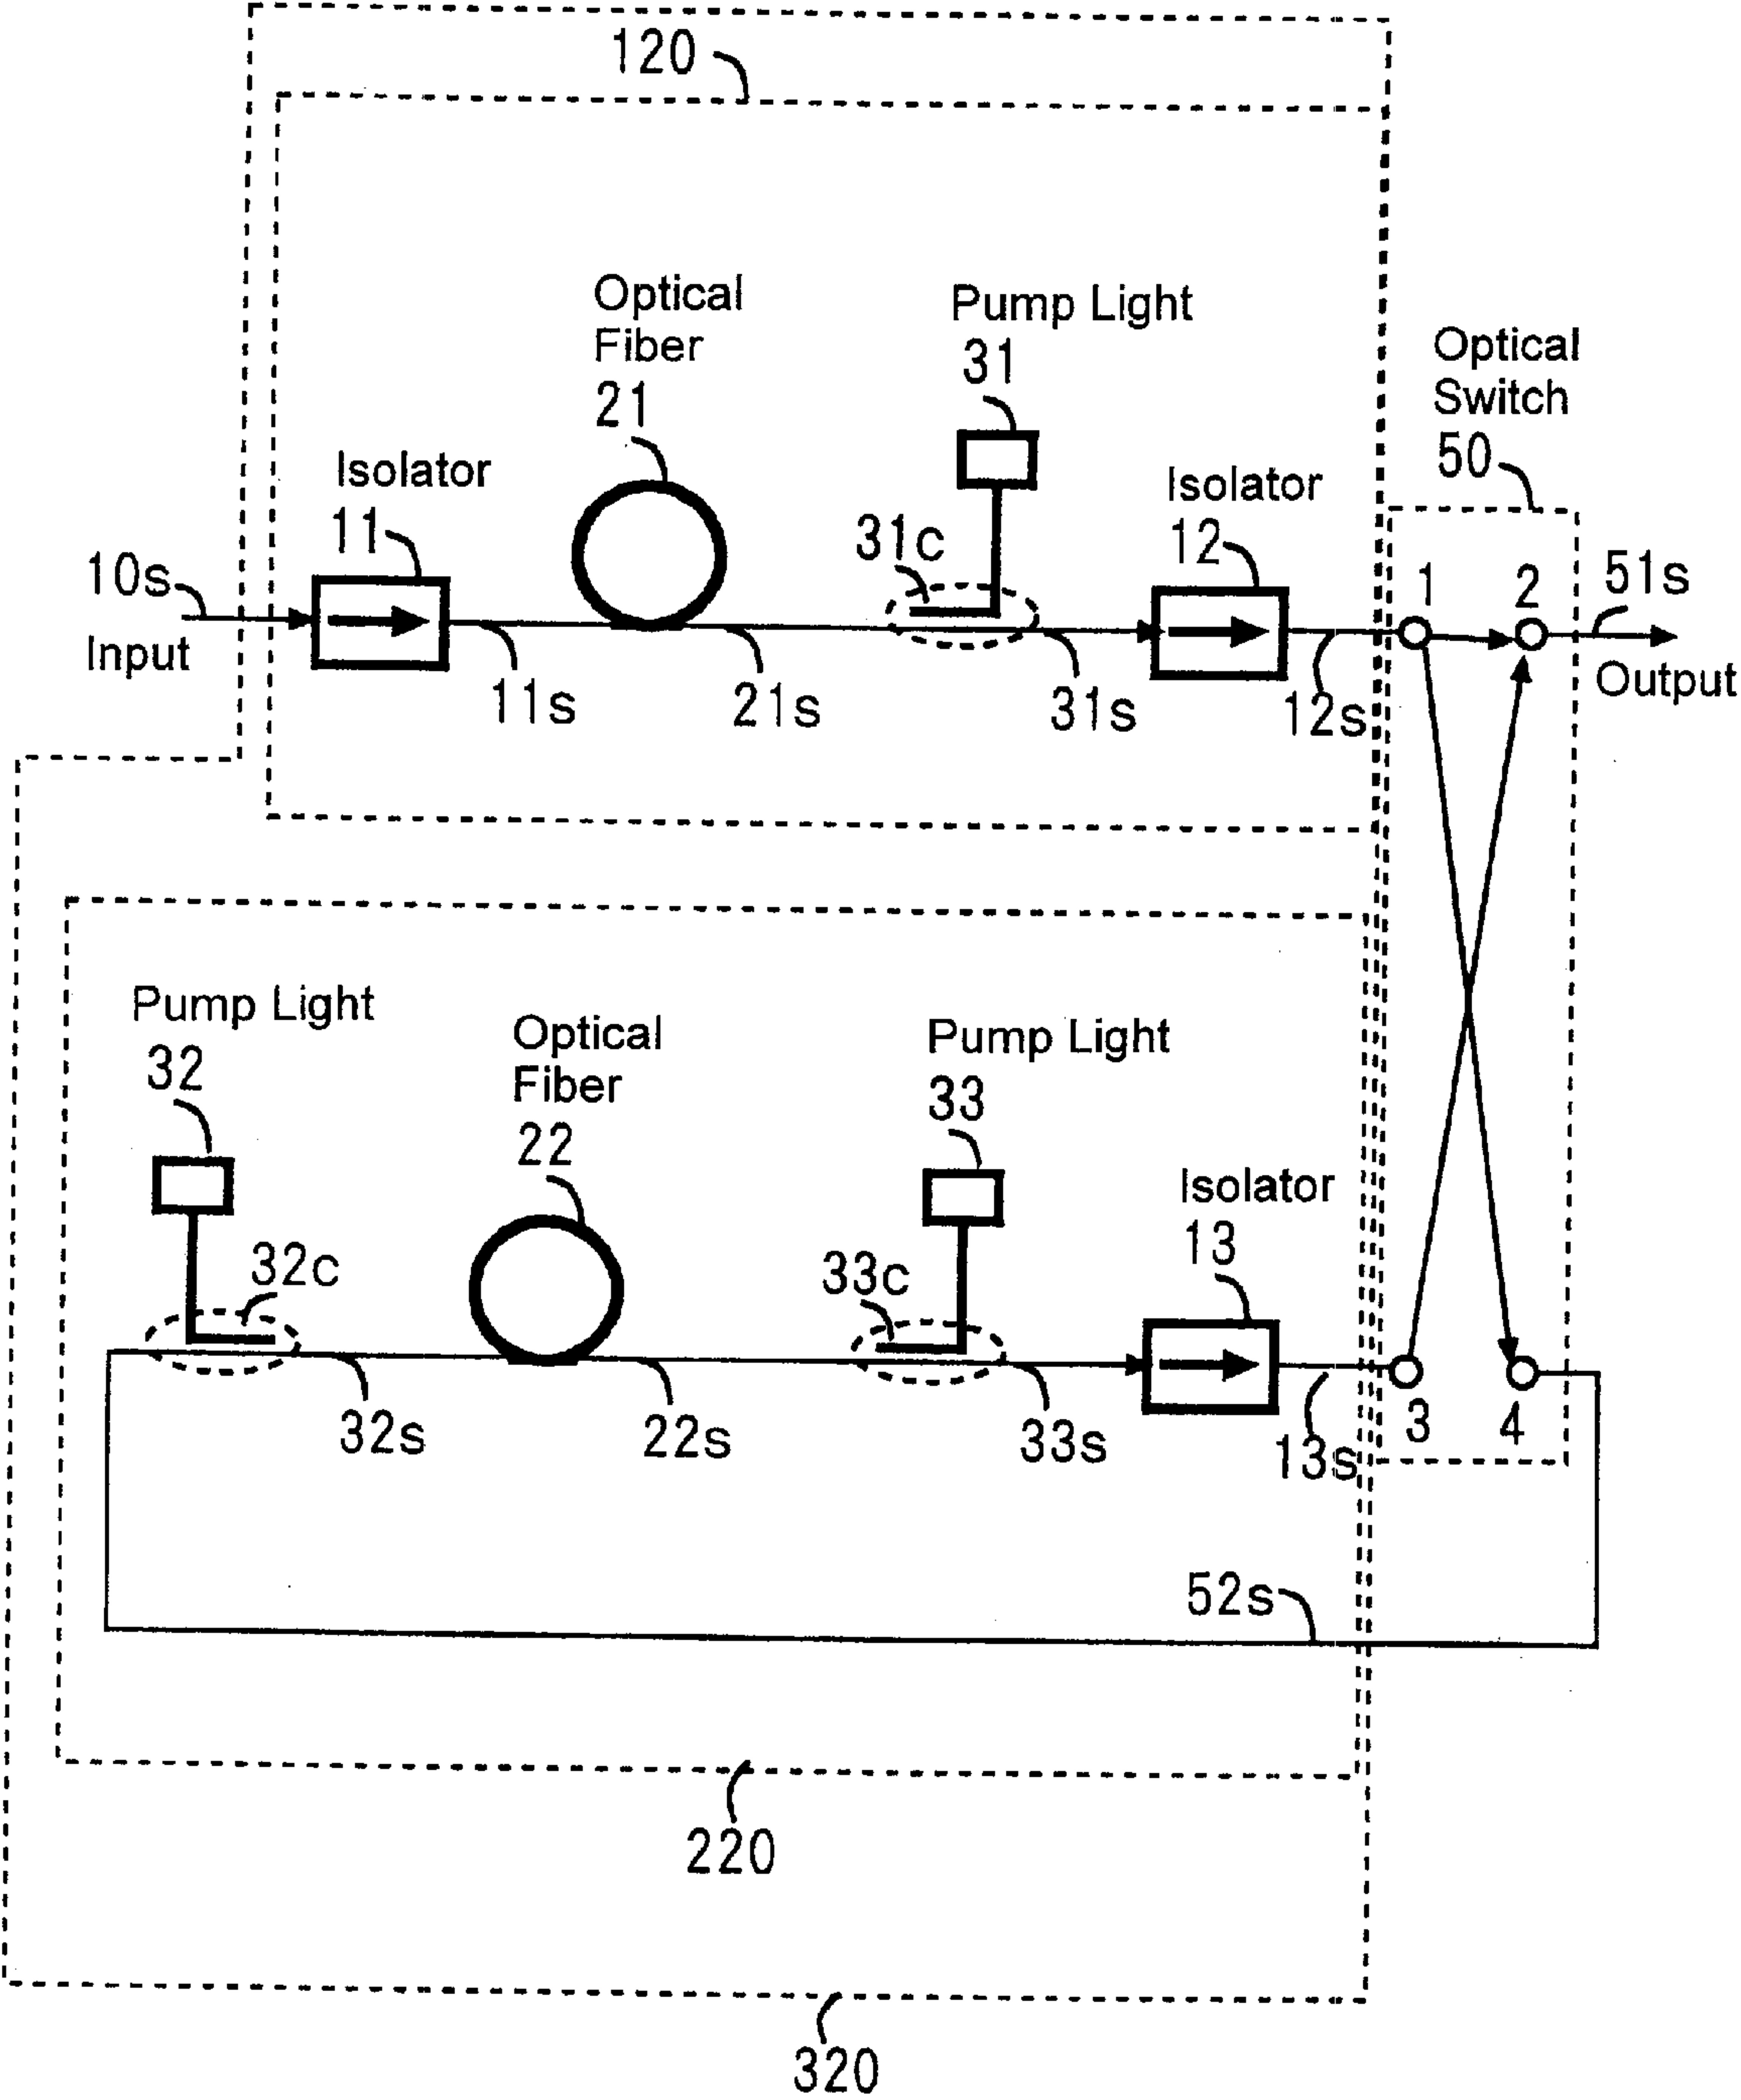 120
Optical
Fiber
21
Pump Light
31
Optical
Switch
50
Isolator
11
Isolator
12
31c
10s
Input
1
2
51s
Output
11s
21s
31s
12s
Pump Light
32
Optical
Fiber
22
Pump Light
33
Isolator
13
32c
33c
32s
22s
33s
13s
3
4
52s
220
320